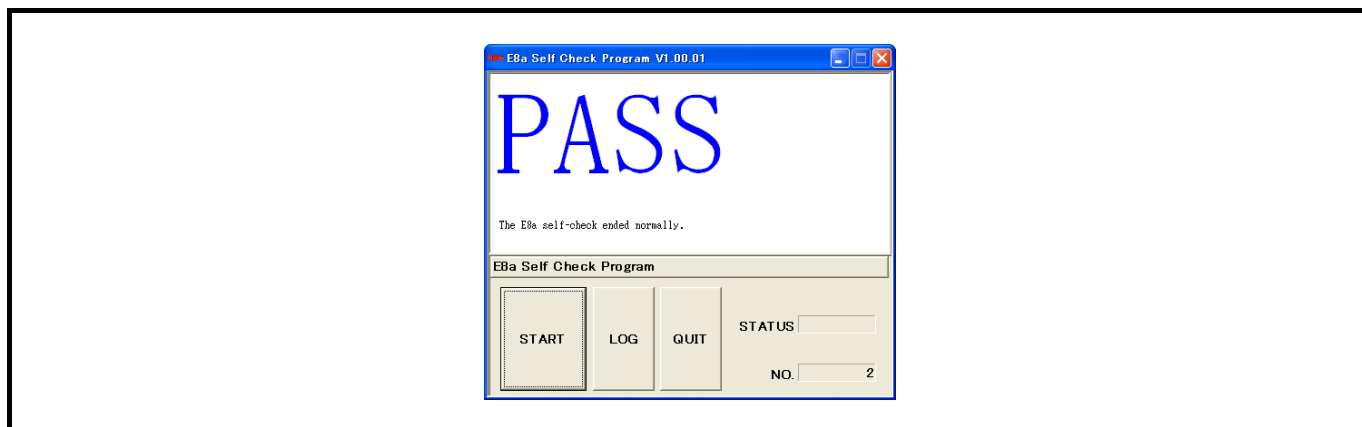 E8a Self Check Program V1.00.01
PASS
The E8a self-check ended normally.
E8a Self Check Program
START
LOG
QUIT
STATUS
NO. 2